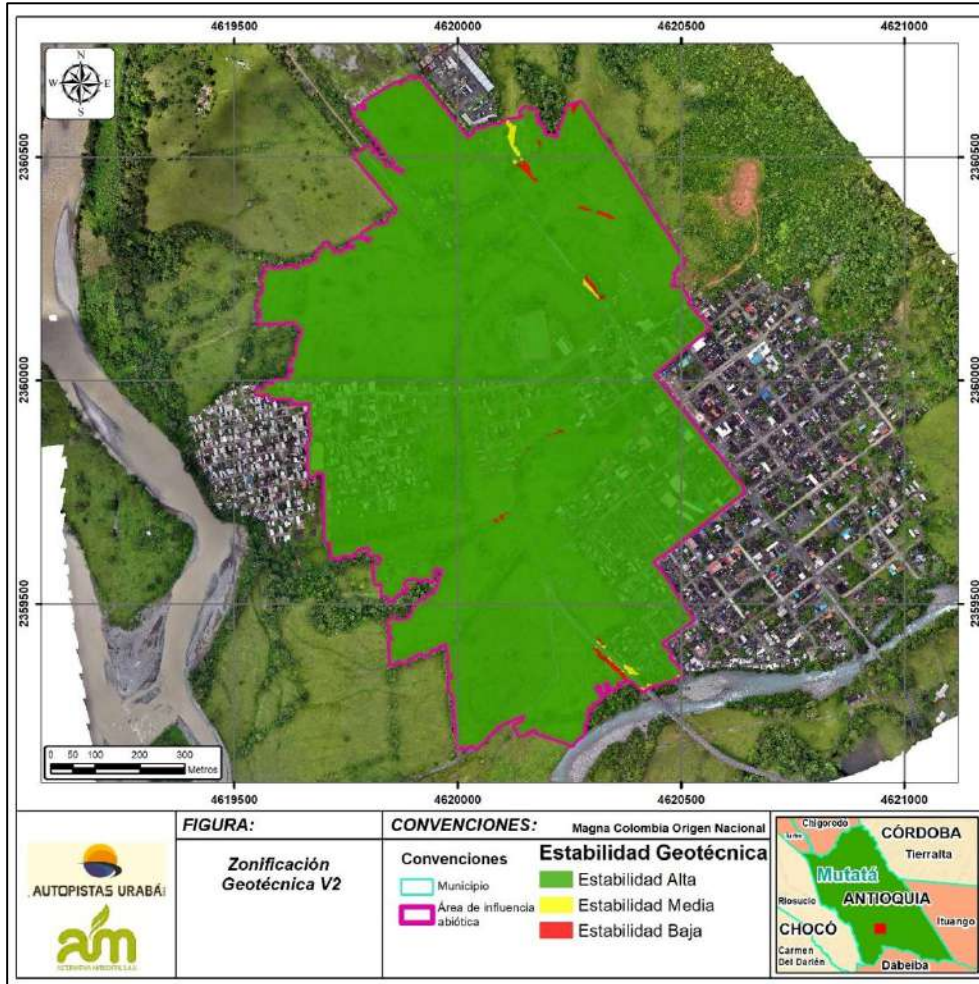 4619500 4620000 4620500 4621000
N
W E
S
2360500 2360500
2360000 2360000
2359500 2359500
0 50 100 200 300
Metros
4619500 4620000 4620500 4621000
FIGURA:
Zonificación
Geotécnica V2
CONVENCIONES: Magna Colombia Origen Nacional
Convenciones
Municipio
Área de influencia
abiótica
Estabilidad Geotécnica
Estabilidad Alta
Estabilidad Media
Estabilidad Baja
AUTOPISTAS URABÁ
am
Chigorodó
CÓRDOBA
Tierralta
Mutatá
ANTIOQUIA
Riosucio
Ituango
CHOCÓ
Carmen
Del Darién
Dabeiba